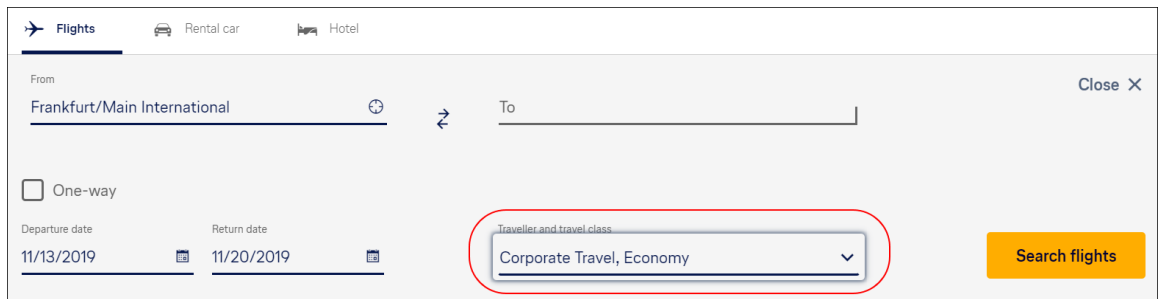 Flights Rental car Hotel
From
Close
Frankfurt/Main International To
One-way
Departure date Return date Traveller and travel class
11/13/2019 11/20/2019 Corporate Travel, Economy Search flights